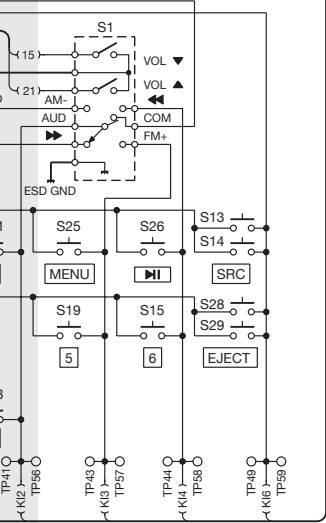 S1
15
VOL ▼
21
VOL ▲
AM-
◀◀
AUD
COM
▶▶
FM+
ESD GND
S13
S25
S26
S14
MENU
SRC
S28
S19
S15
S29
5
6
EJECT
TP41
KI2
TP56
TP43
KI3
TP57
TP44
KI4
TP58
TP49
KI6
TP59